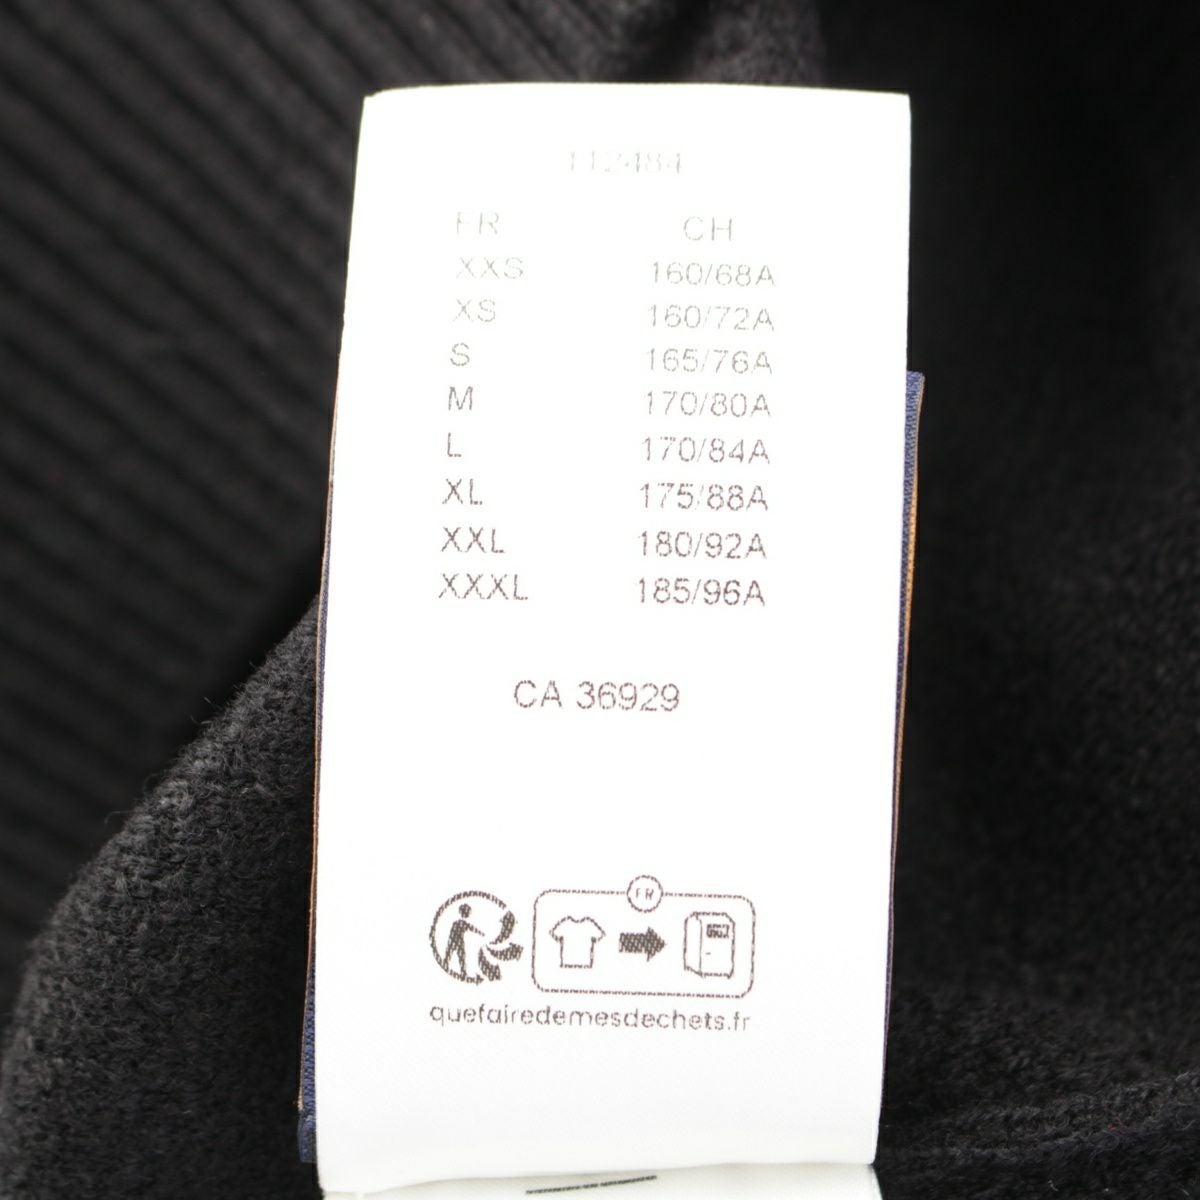 112484
FR CH
XXS 160/68A
XS 160/72A
S 165/76A
M 170/80A
L 170/84A
XL 175/88A
XXL 180/92A
XXXL 185/96A
CA 36929
FR
quefairedemesdechets.fr